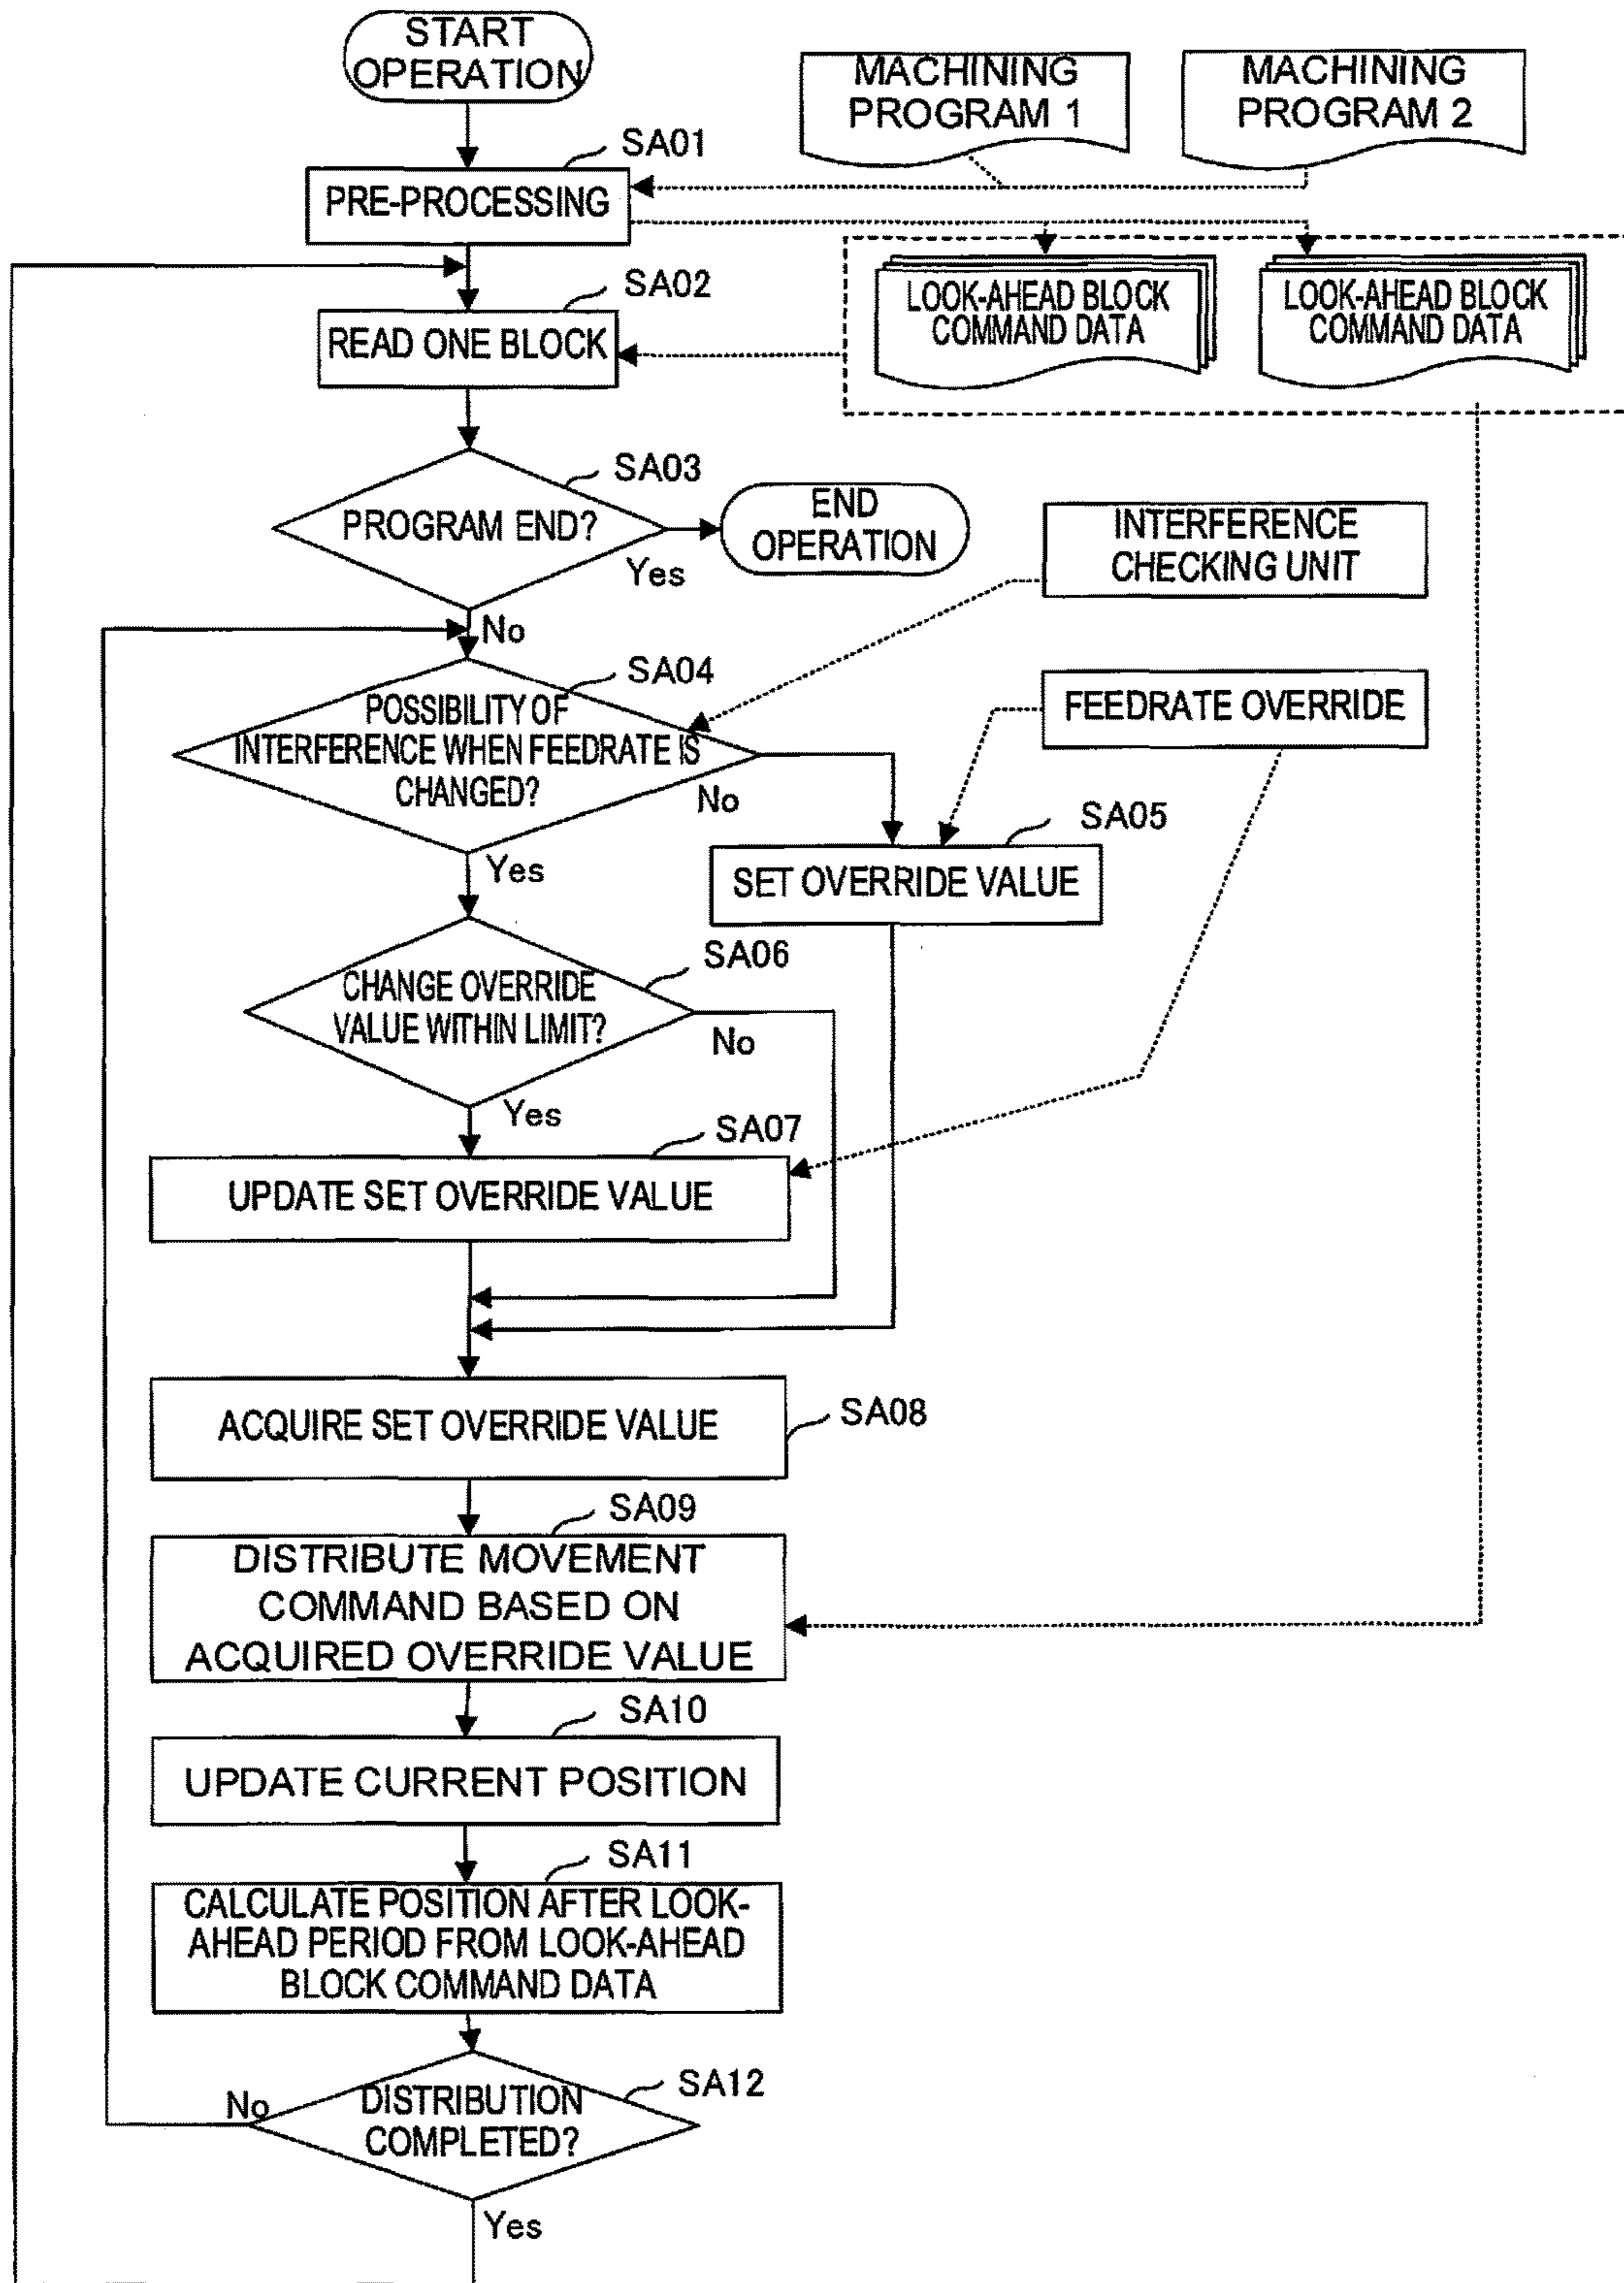 START
OPERATION
MACHINING
PROGRAM 1
MACHINING
PROGRAM 2
SA01
PRE-PROCESSING
SA02
READ ONE BLOCK
LOOK-AHEAD BLOCK
COMMAND DATA
LOOK-AHEAD BLOCK
COMMAND DATA
SA03
PROGRAM END?
Yes
END
OPERATION
INTERFERENCE
CHECKING UNIT
No
SA04
POSSIBILITY OF
INTERFERENCE WHEN FEEDRATE IS
CHANGED?
No
FEEDRATE OVERRIDE
SA05
SET OVERRIDE VALUE
Yes
SA06
CHANGE OVERRIDE
VALUE WITHIN LIMIT?
No
Yes
SA07
UPDATE SET OVERRIDE VALUE
ACQUIRE SET OVERRIDE VALUE
SA08
SA09
DISTRIBUTE MOVEMENT
COMMAND BASED ON
ACQUIRED OVERRIDE VALUE
SA10
UPDATE CURRENT POSITION
SA11
CALCULATE POSITION AFTER LOOK-
AHEAD PERIOD FROM LOOK-AHEAD
BLOCK COMMAND DATA
SA12
No
DISTRIBUTION
COMPLETED?
Yes